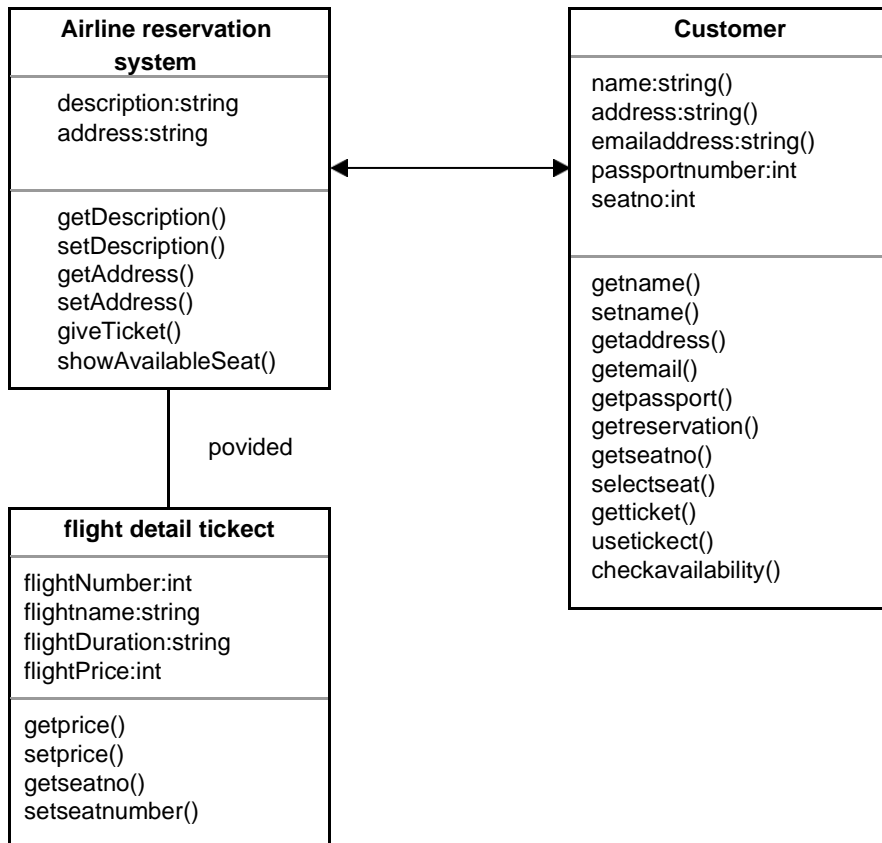 Airline reservation
system
description:string
address:string
getDescription()
setDescription()
getAddress()
setAddress()
giveTicket()
showAvailableSeat()
povided
flight detail tickect
flightNumber:int
flightname:string
flightDuration:string
flightPrice:int
getprice()
setprice()
getseatno()
setseatnumber()
Customer
name:string()
address:string()
emailaddress:string()
passportnumber:int
seatno:int
getname()
setname()
getaddress()
getemail()
getpassport()
getreservation()
getseatno()
selectseat()
getticket()
usetickect()
checkavailability()